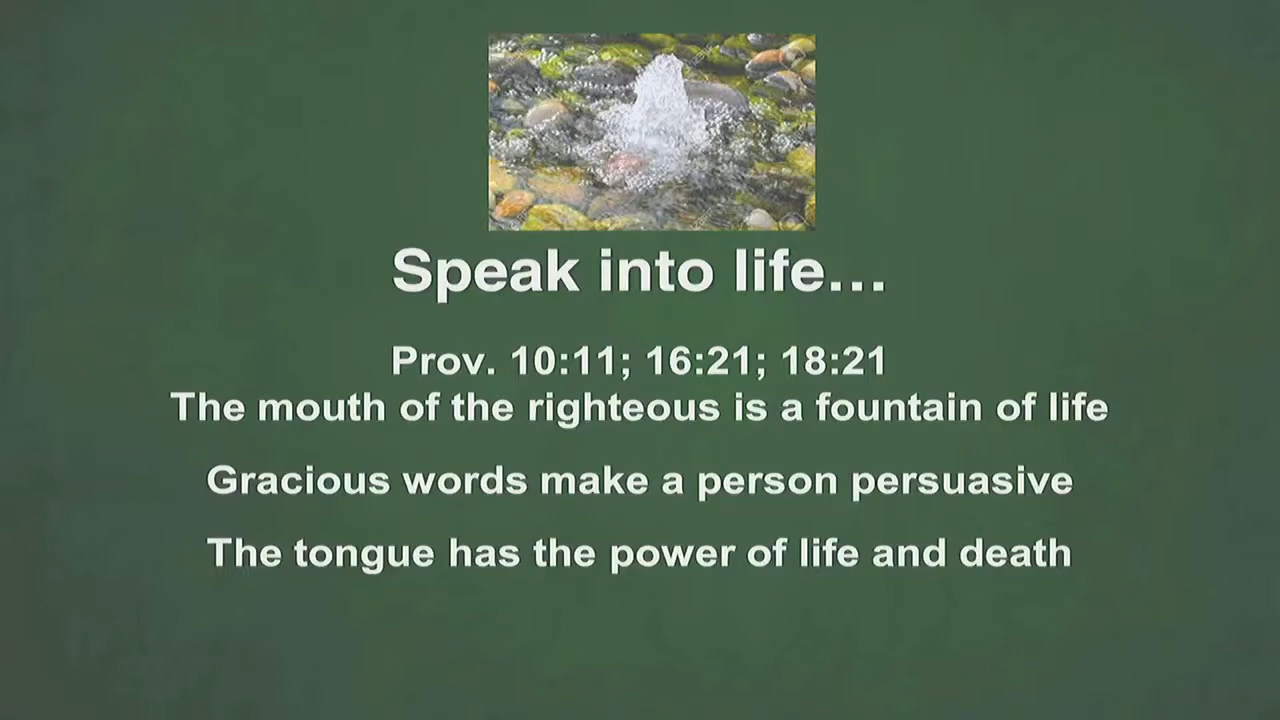 Speak into life...
Prov. 10:11; 16:21; 18:21
The mouth of the righteous is a fountain of life
Gracious words make a person persuasive
The tongue has the power of life and death